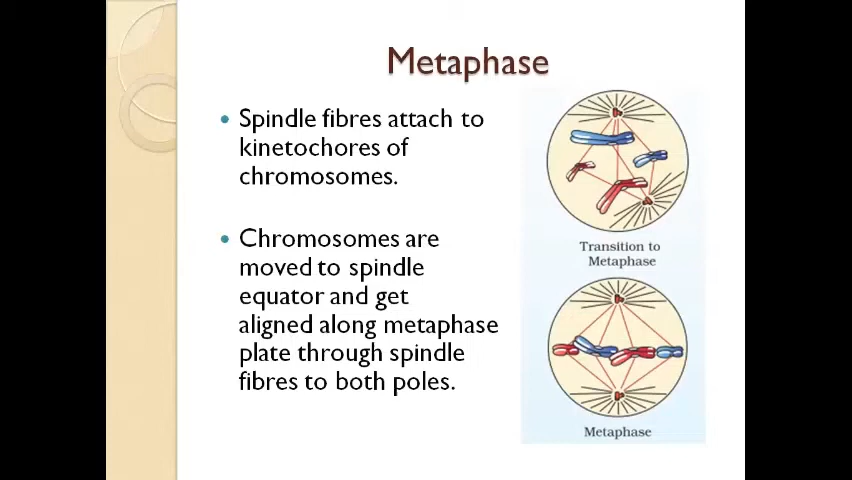 Metaphase
Spindle fibres attach to
kinetochores of
chromosomes.
Chromosomes are
moved to spindle
equator and get
aligned along metaphase
plate through spindle
fibres to both poles.
Transition to
Metaphase
Metaphase